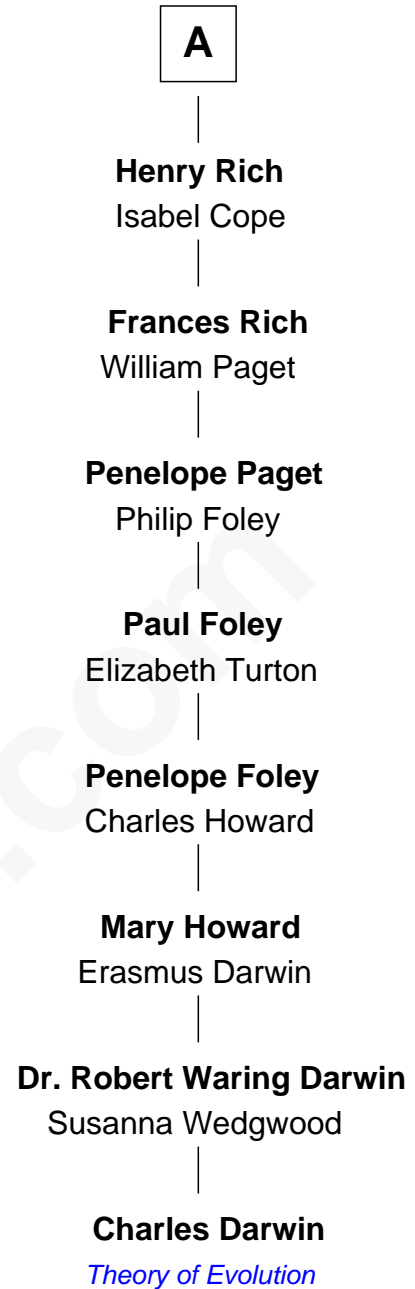 A
Henry Rich
Isabel Cope
Frances Rich
William Paget
Penelope Paget
Philip Foley
Paul Foley
Elizabeth Turton
Penelope Foley
Charles Howard
Mary Howard
Erasmus Darwin
Dr. Robert Waring Darwin
Susanna Wedgwood
Charles Darwin
Theory of Evolution
.com